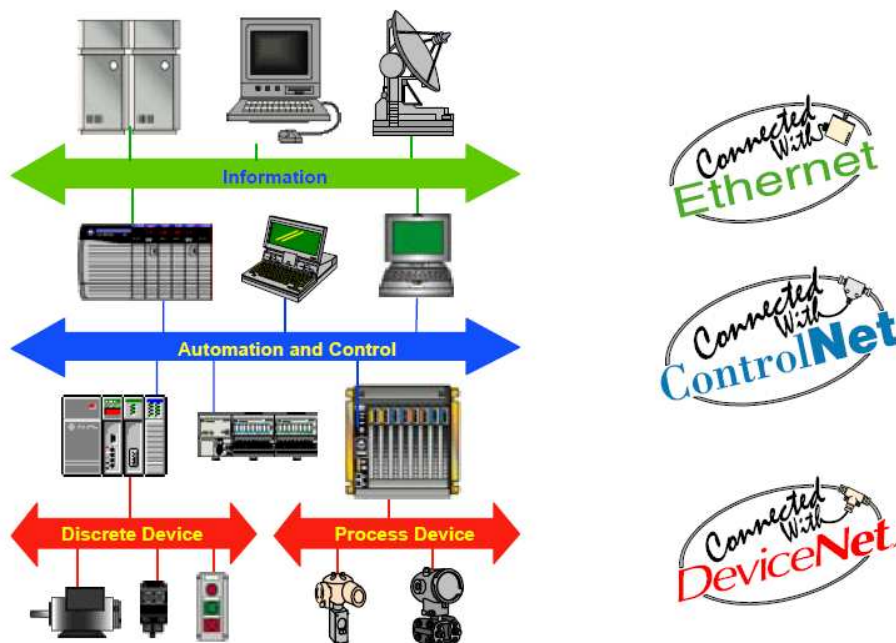 Information
Connected
With
Ethernet
Automation and Control
Connected
With
ControlNet
Discrete Device
Process Device
Connected
With
DeviceNet